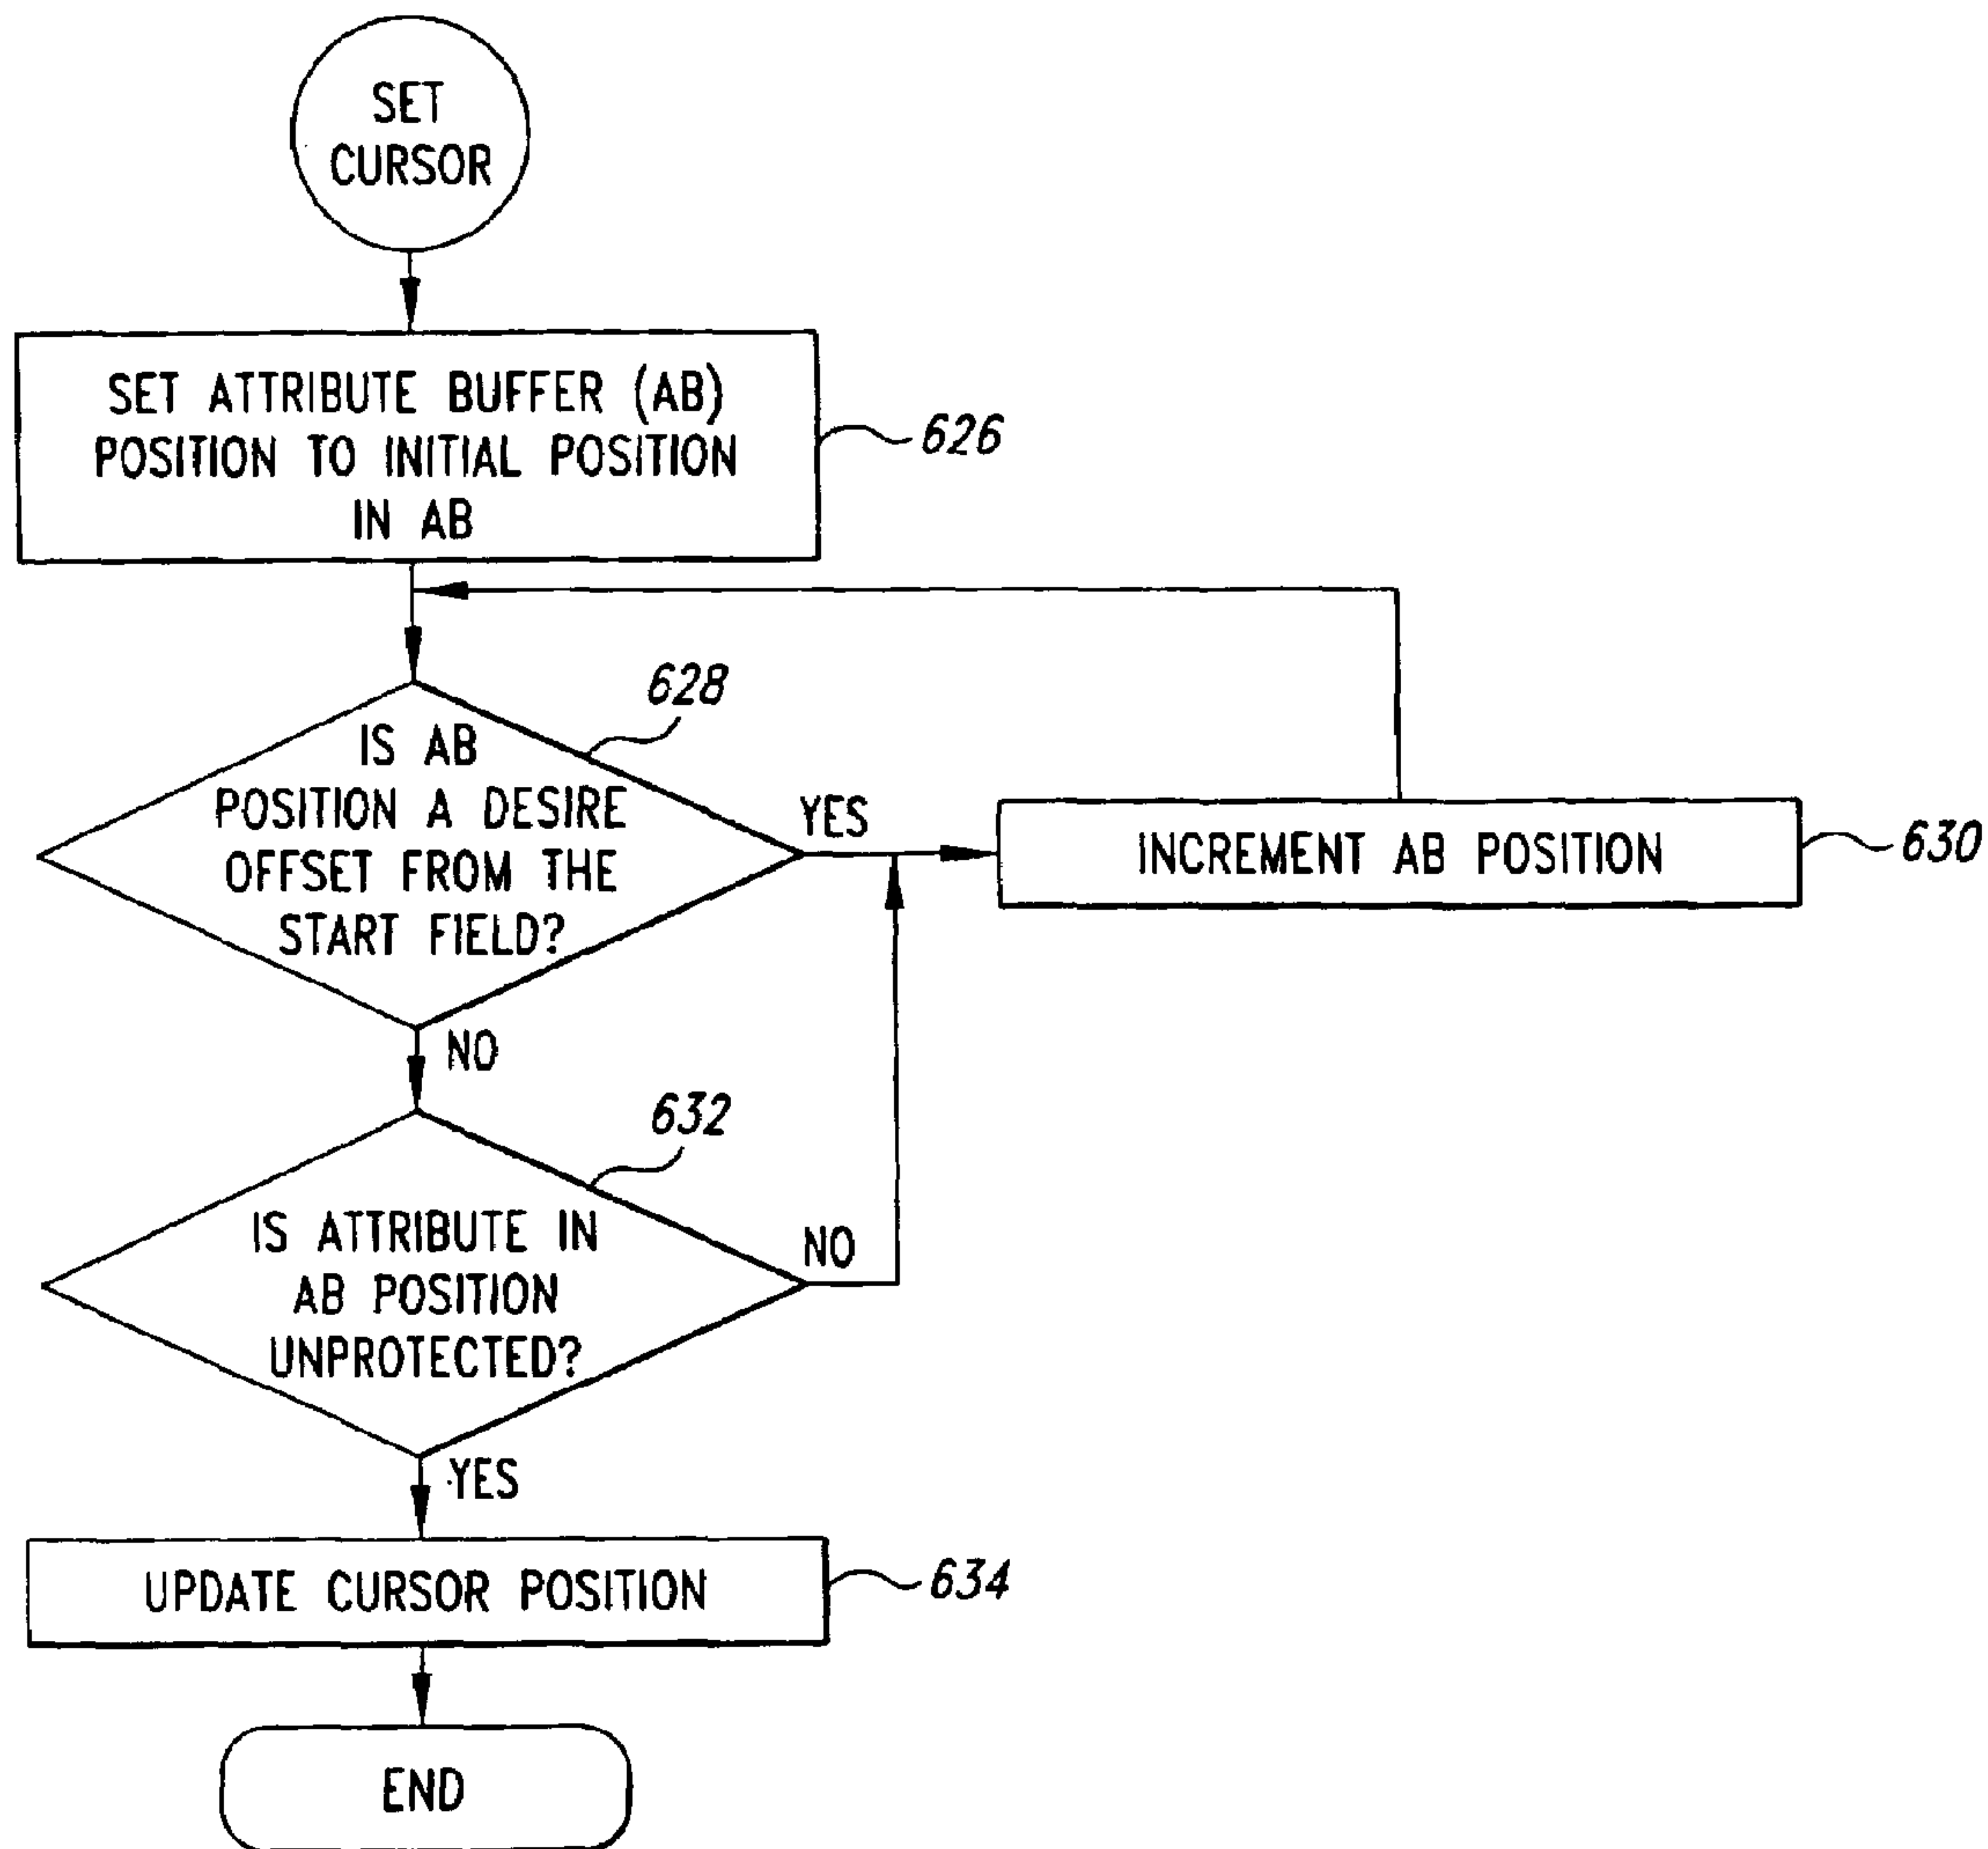 SET
CURSOR
SET ATTRIBUTE BUFFER (AB)
POSITION TO INITIAL POSITION
IN AB
626
628
IS AB
POSITION A DESIRE
OFFSET FROM THE
START FIELD?
YES
INCREMENT AB POSITION
630
NO
632
IS ATTRIBUTE IN
AB POSITION
UNPROTECTED?
NO
YES
UPDATE CURSOR POSITION
634
END